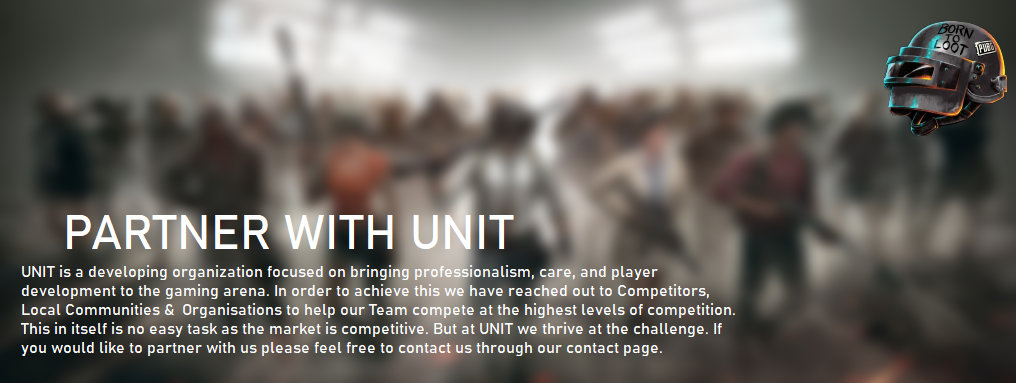 BORN
TO
LOOT
PUBG
PARTNER WITH UNIT
UNIT is a developing organization focused on bringing professionalism, care, and player
development to the gaming arena. In order to achieve this we have reached out to Competitors,
Local Communities &  Organisations to help our Team compete at the highest levels of competition.
This in itself is no easy task as the market is competitive. But at UNIT we thrive at the challenge. If
you would like to partner with us please feel free to contact us through our contact page.